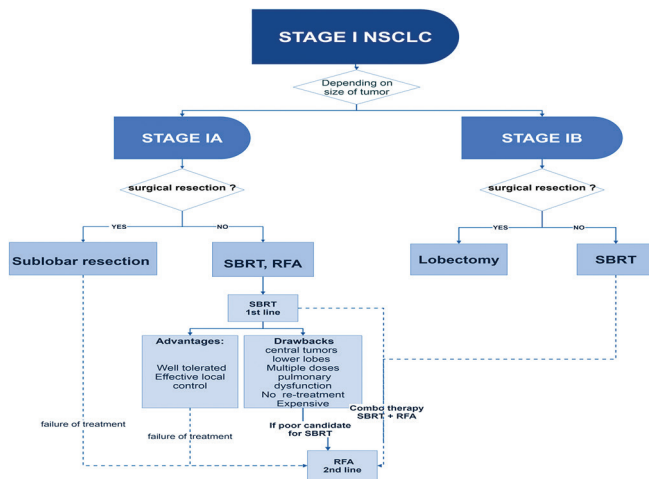 STAGE I NSCLC
Depending on
size of tumor
STAGE IA
STAGE IB
surgical resection ?
surgical resection ?
YES
NO
YES
NO
Sublobar resection
SBRT, RFA
Lobectomy
SBRT
SBRT
1st line
Advantages:
Well tolerated
Effective local
control
Drawbacks
central tumors
lower lobes
Multiple doses
pulmonary
dysfunction
No re-treatment
Expensive
Combo therapy
SBRT + RFA
failure of treatment
failure of treatment
If poor candidate
for SBRT
RFA
2nd line